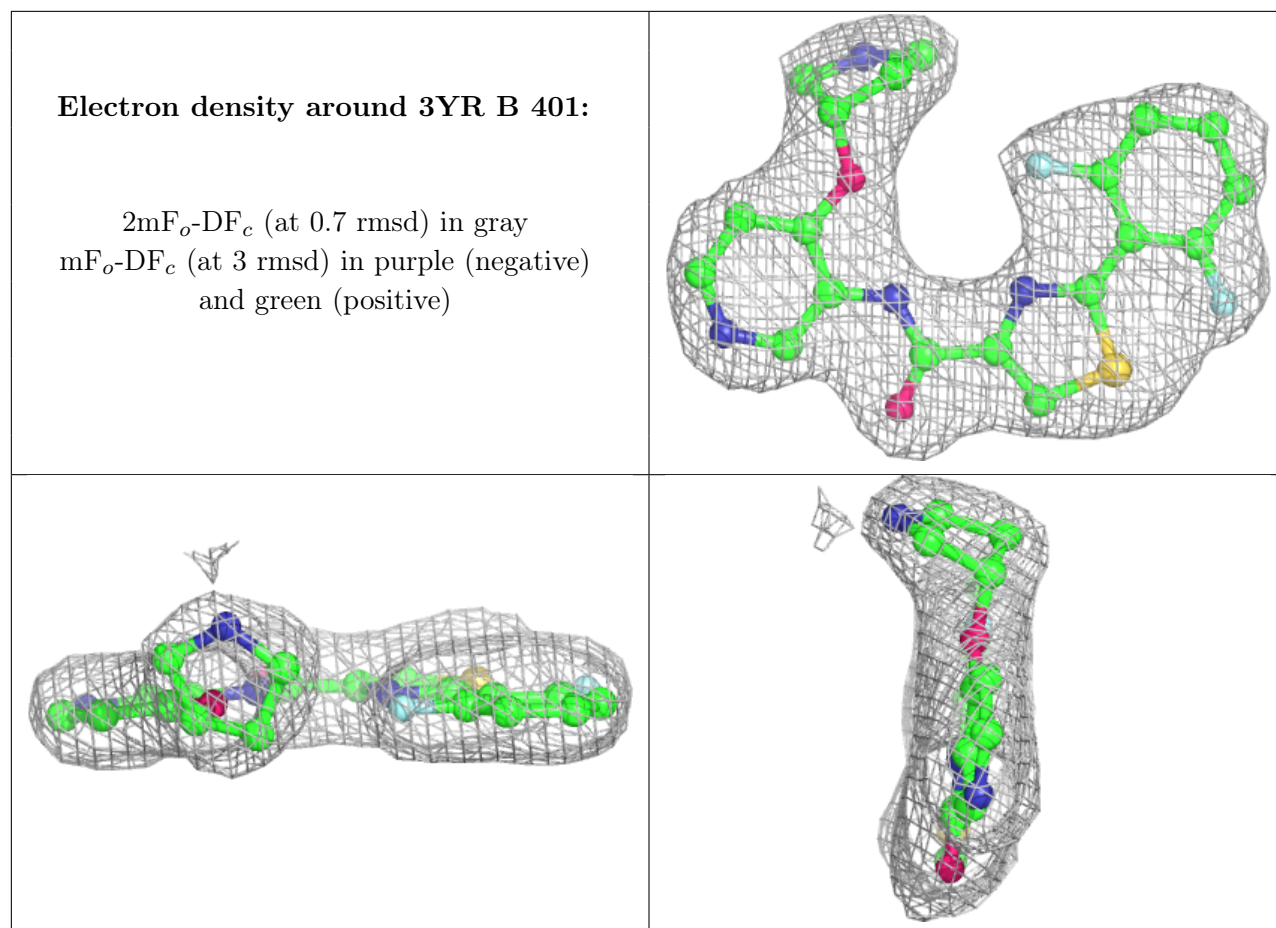 Electron density around 3YR B 401:
2mFo-DFc (at 0.7 rmsd) in gray
mFo-DFc (at 3 rmsd) in purple (negative)
and green (positive)